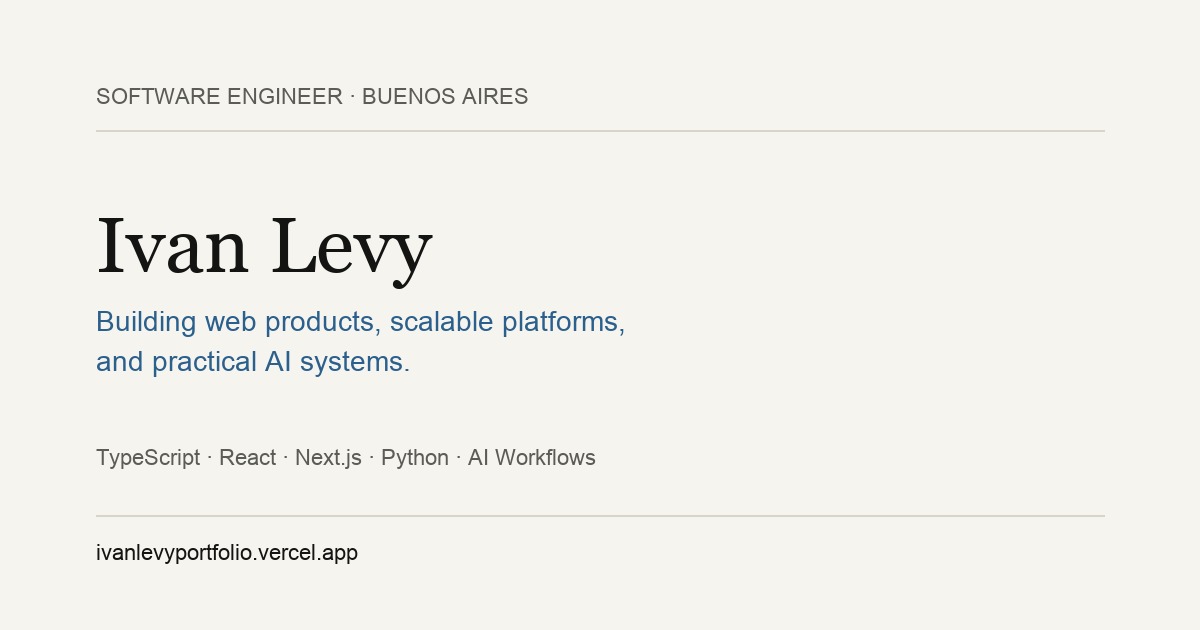 SOFTWARE ENGINEER · BUENOS AIRES
Ivan Levy
Building web products, scalable platforms,
and practical AI systems.
TypeScript · React · Next.js · Python · AI Workflows
ivanlevyportfolio.vercel.app